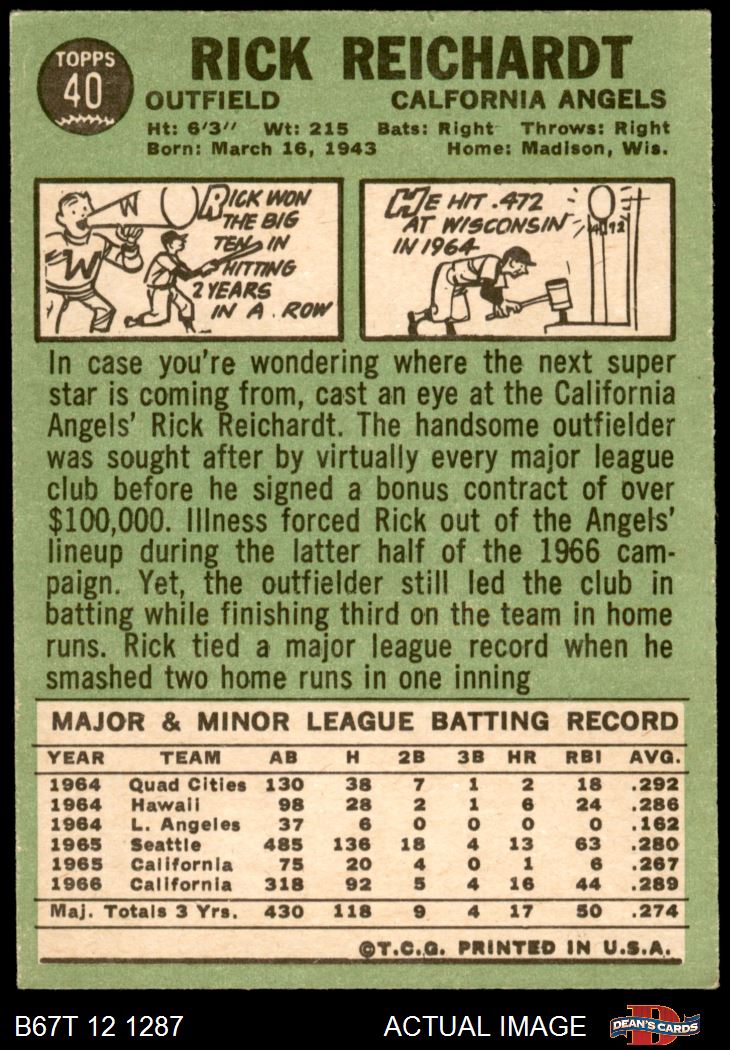 TOPPS
40
RICK REICHARDT
OUTFIELD CALFORNIA ANGELS
Ht: 6'3" Wt: 215 Bats: Right Throws: Right
Born: March 16, 1943 Home: Madison, Wis.
W
W
RICK WON
THE BIG
TEN IN
HITTING
2 YEARS
IN A ROW
HE HIT .472
AT WISCONSIN
IN 1964
In case you're wondering where the next super
star is coming from, cast an eye at the California
Angels' Rick Reichardt. The handsome outfielder
was sought after by virtually every major league
club before he signed a bonus contract of over
$100,000. Illness forced Rick out of the Angels'
lineup during the latter half of the 1966 cam-
paign. Yet, the outfielder still led the club in
batting while finishing third on the team in home
runs. Rick tied a major league record when he
smashed two home runs in one inning
MAJOR & MINOR LEAGUE BATTING RECORD
YEAR TEAM AB H 2B 3B HR RBI AVG.
1964 Quad Cities 130 38 7 1 2 18 .292
1964 Hawaii 98 28 2 1 6 24 .286
1964 L. Angeles 37 6 0 0 0 0 .162
1965 Seattle 485 136 18 4 13 63 .280
1965 California 75 20 4 0 1 6 .267
1966 California 318 92 5 4 16 44 .289
Maj. Totals 3 Yrs. 430 118 9 4 17 50 .274
©T.C.G. PRINTED IN U.S.A.
B67T 12 1287 ACTUAL IMAGE DEAN'S CARDS